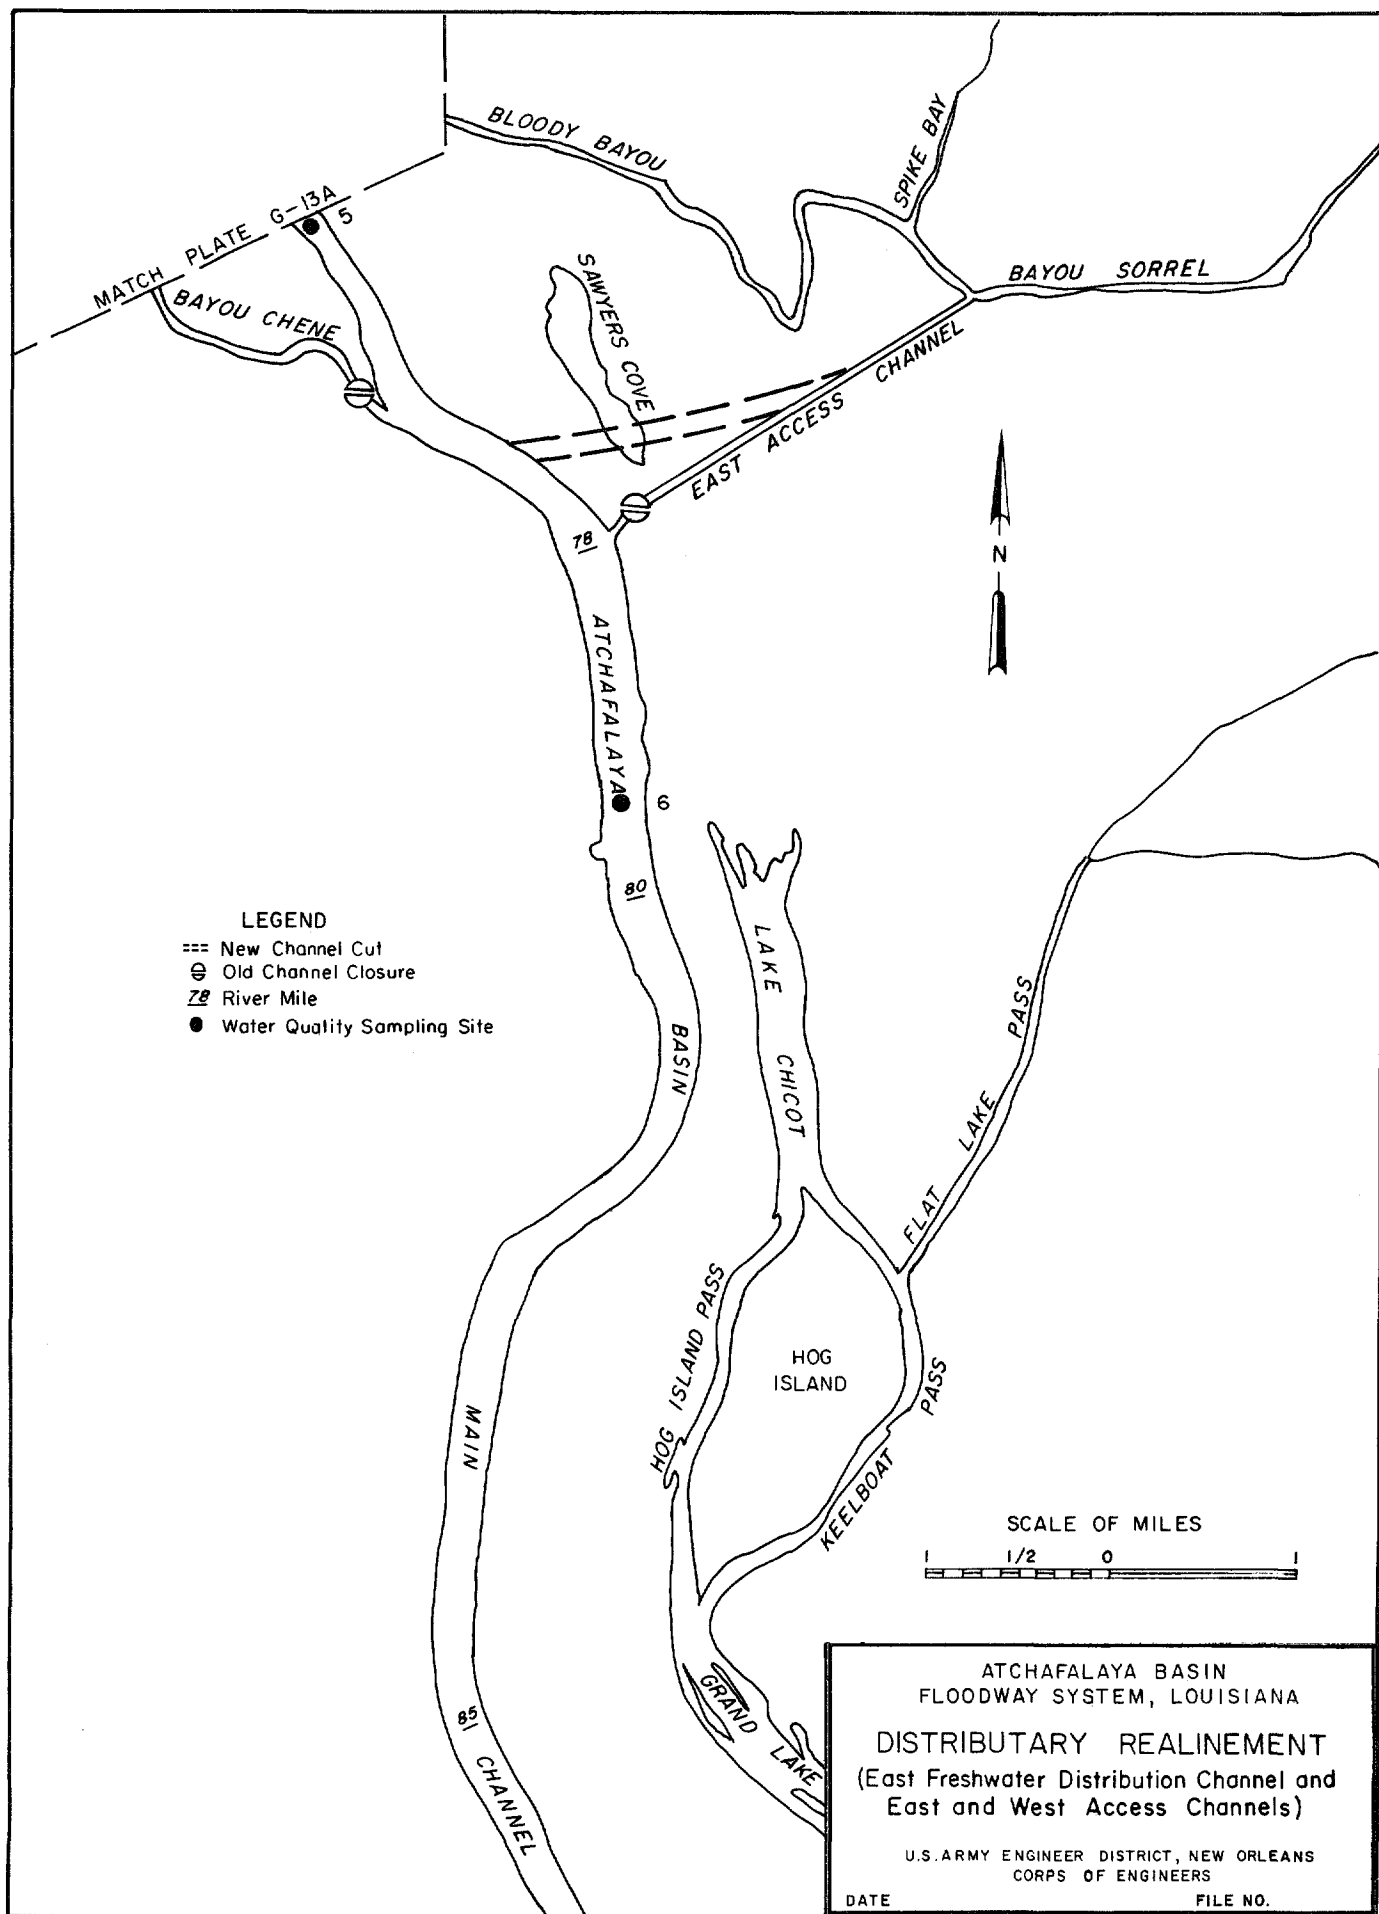 BLOODY BAYOU
SPIKE BAY
MATCH PLATE G-13A
5
BAYOU CHENE
SAWYERS COVE
BAYOU SORREL
EAST ACCESS CHANNEL
78
N
ATCHAFALAYA
6
80
LEGEND
=== New Channel Cut
Old Channel Closure
78 River Mile
Water Quality Sampling Site
LAKE CHICOT
BASIN
FLAT LAKE PASS
HOG ISLAND PASS
HOG
ISLAND
KEELBOAT PASS
MAIN
SCALE OF MILES
1 1/2 0 1
GRAND LAKE
85
CHANNEL
ATCHAFALAYA BASIN
FLOODWAY SYSTEM, LOUISIANA
DISTRIBUTARY REALINEMENT
(East Freshwater Distribution Channel and
East and West Access Channels)
U.S. ARMY ENGINEER DISTRICT, NEW ORLEANS
CORPS OF ENGINEERS
DATE FILE NO.